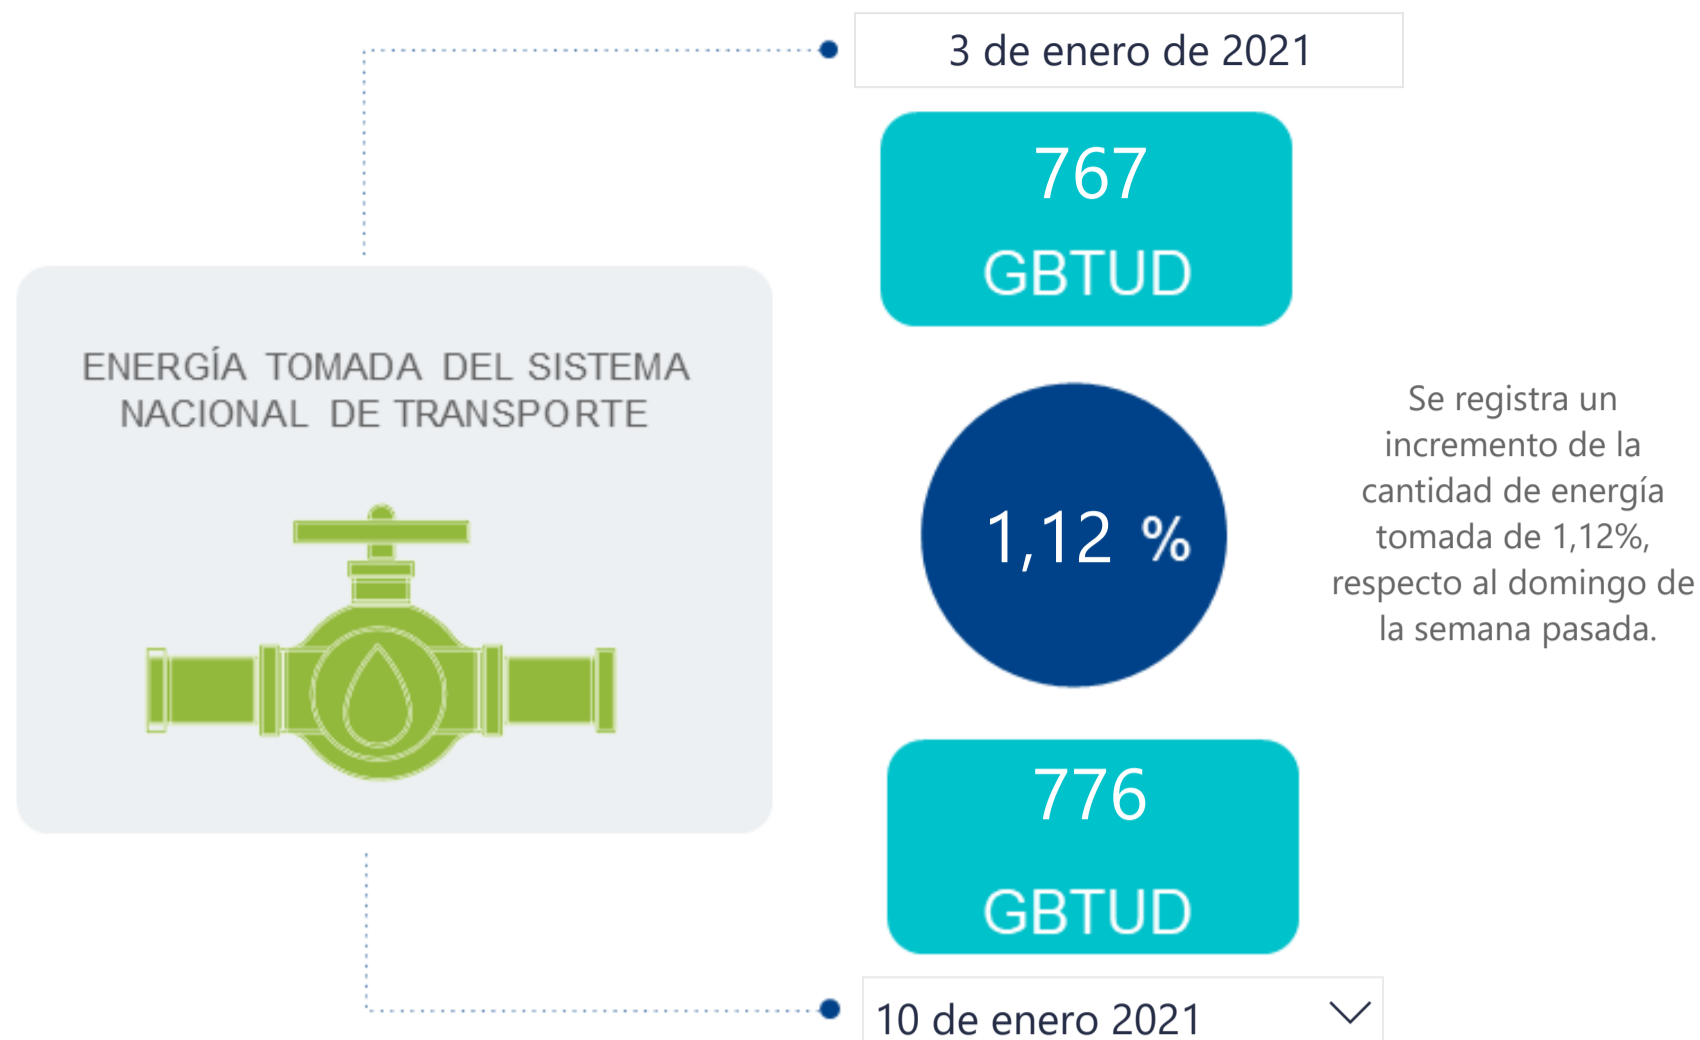 3 de enero de 2021
767
GBTUD
ENERGÍA TOMADA DEL SISTEMA
NACIONAL DE TRANSPORTE
1,12 %
Se registra un
incremento de la
cantidad de energía
tomada de 1,12%,
respecto al domingo de
la semana pasada.
776
GBTUD
10 de enero 2021